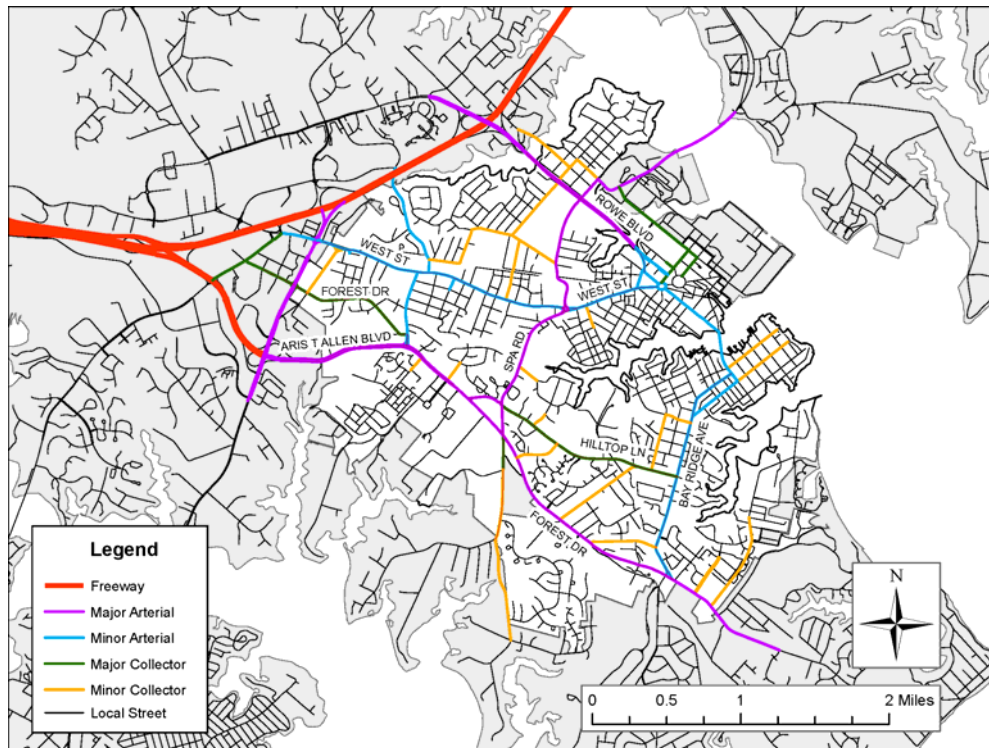 ROWE BLVD
WEST ST
WEST ST
FOREST DR
ARIS T ALLEN BLVD
SPA RD
HILLTOP LN
BAY RIDGE AVE
FOREST DR
Legend
Freeway
Major Arterial
Minor Arterial
Major Collector
Minor Collector
Local Street
N
0 0.5 1 2 Miles